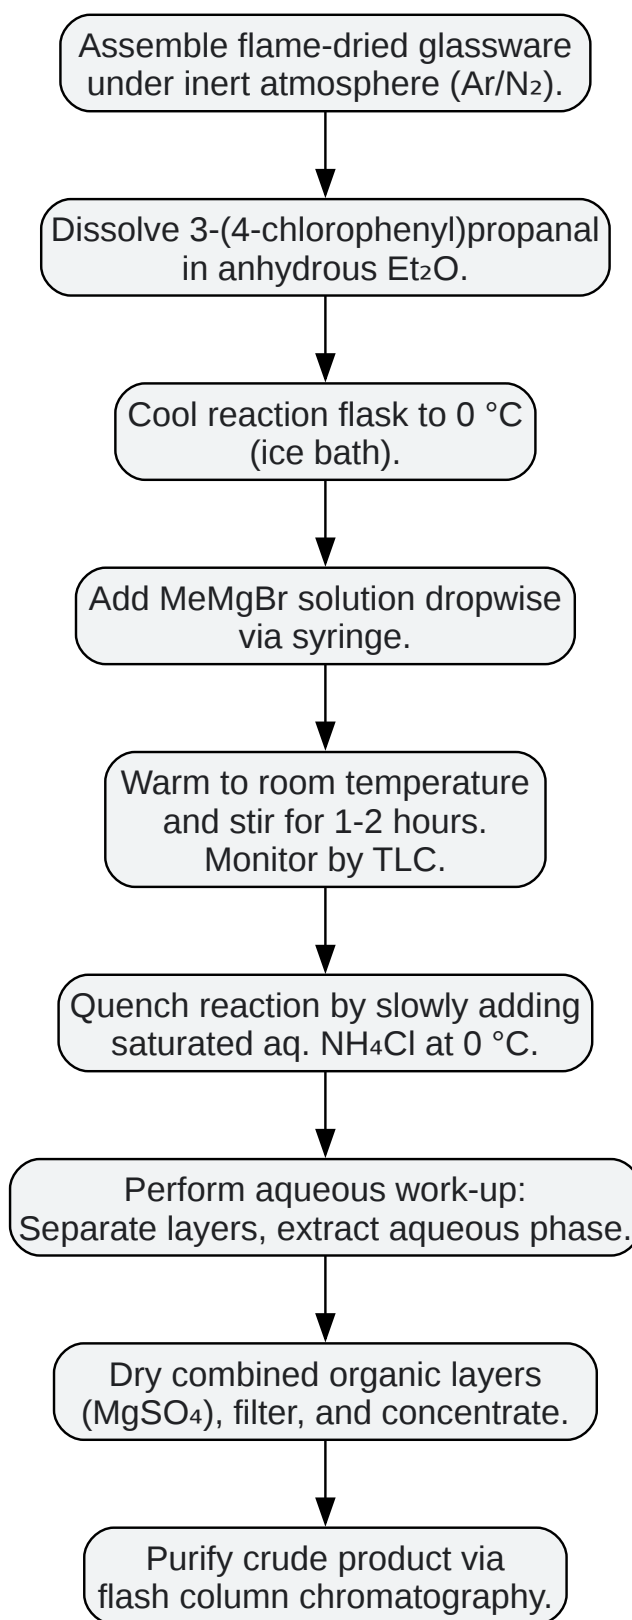 Assemble flame-dried glassware
under inert atmosphere (Ar/N₂).
Dissolve 3-(4-chlorophenyl)propanal
in anhydrous Et₂O.
Cool reaction flask to 0 °C
(ice bath).
Add MeMgBr solution dropwise
via syringe.
Warm to room temperature
and stir for 1-2 hours.
Monitor by TLC.
Quench reaction by slowly adding
saturated aq. NH₄Cl at 0 °C.
Perform aqueous work-up:
Separate layers, extract aqueous phase.
Dry combined organic layers
(MgSO₄), filter, and concentrate.
Purify crude product via
flash column chromatography.